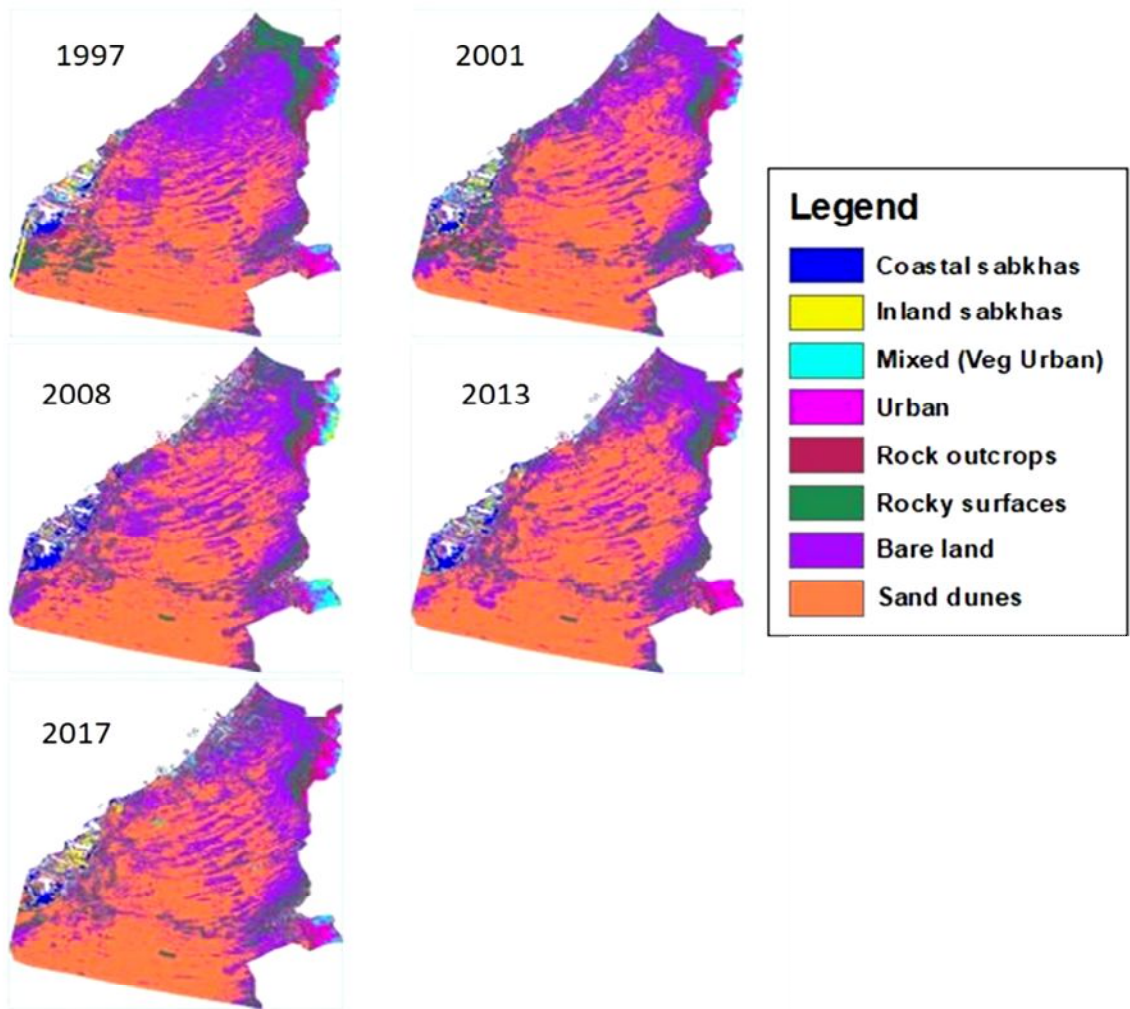 1997
2001
2008
2013
2017
Legend
Coastal sabkhas
Inland sabkhas
Mixed (Veg Urban)
Urban
Rock outcrops
Rocky surfaces
Bare land
Sand dunes